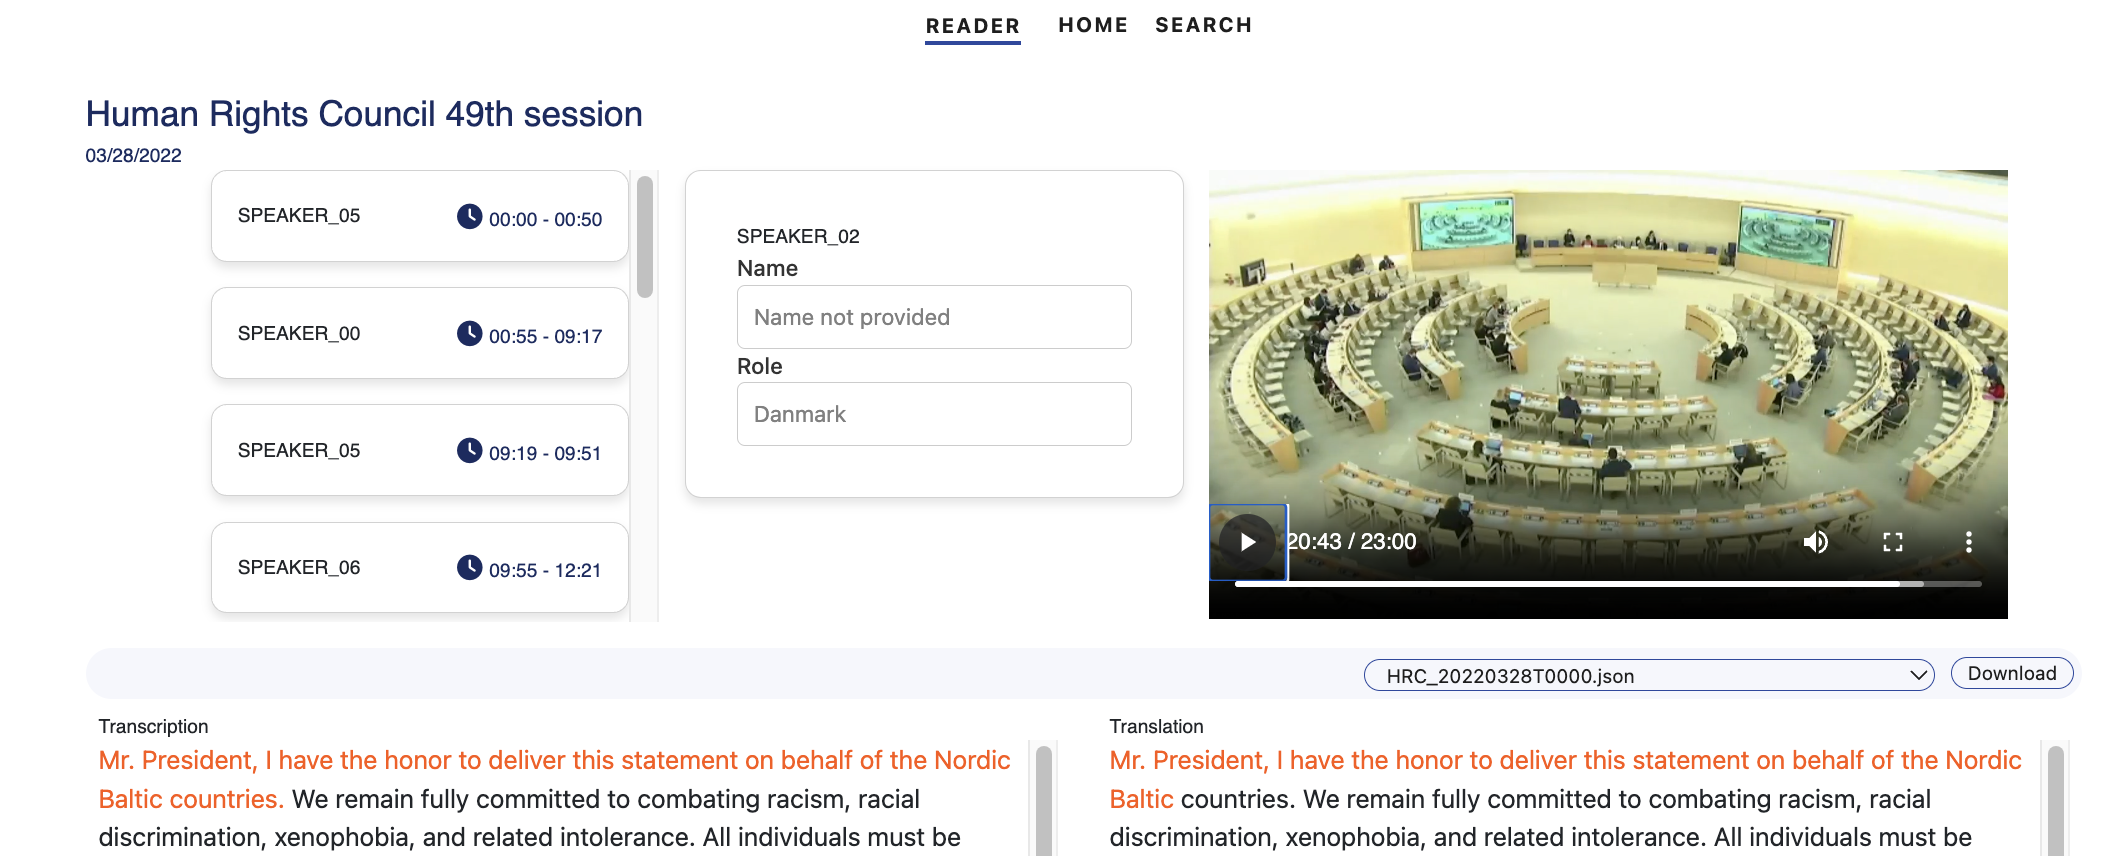 READER HOME SEARCH
Human Rights Council 49th session
03/28/2022
SPEAKER_05 00:00 - 00:50
SPEAKER_00 00:55 - 09:17
SPEAKER_05 09:19 - 09:51
SPEAKER_06 09:55 - 12:21
SPEAKER_02
Name
Name not provided
Role
Danmark
20:43 / 23:00
HRC_20220328T0000.json Download
Transcription
Mr. President, I have the honor to deliver this statement on behalf of the Nordic
Baltic countries. We remain fully committed to combating racism, racial
discrimination, xenophobia, and related intolerance. All individuals must be
Translation
Mr. President, I have the honor to deliver this statement on behalf of the Nordic
Baltic countries. We remain fully committed to combating racism, racial
discrimination, xenophobia, and related intolerance. All individuals must be